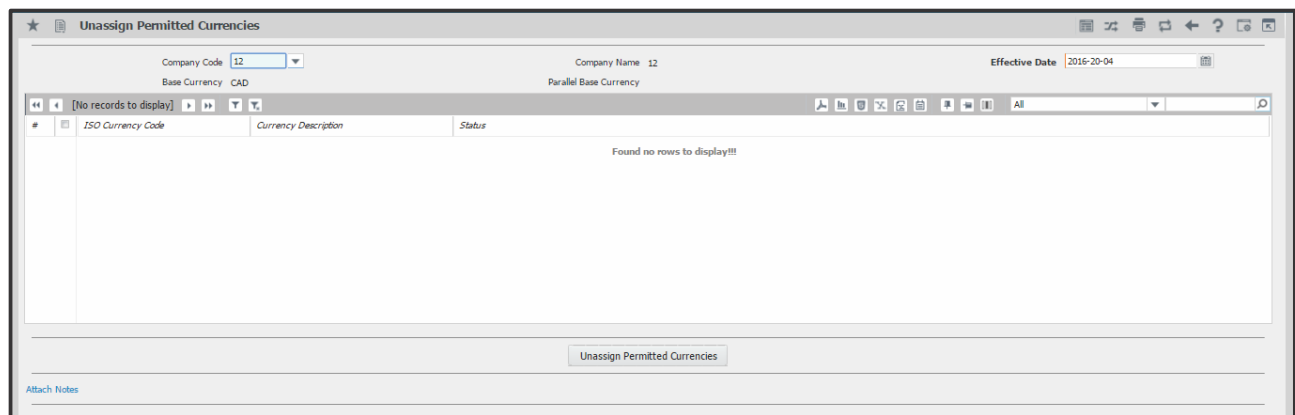 Unassign Permitted Currencies
Company Code 12 Company Name 12 Effective Date 2016-20-04
Base Currency CAD Parallel Base Currency
[No records to display] All
# ISO Currency Code Currency Description Status
Found no rows to display!!!
Unassign Permitted Currencies
Attach Notes